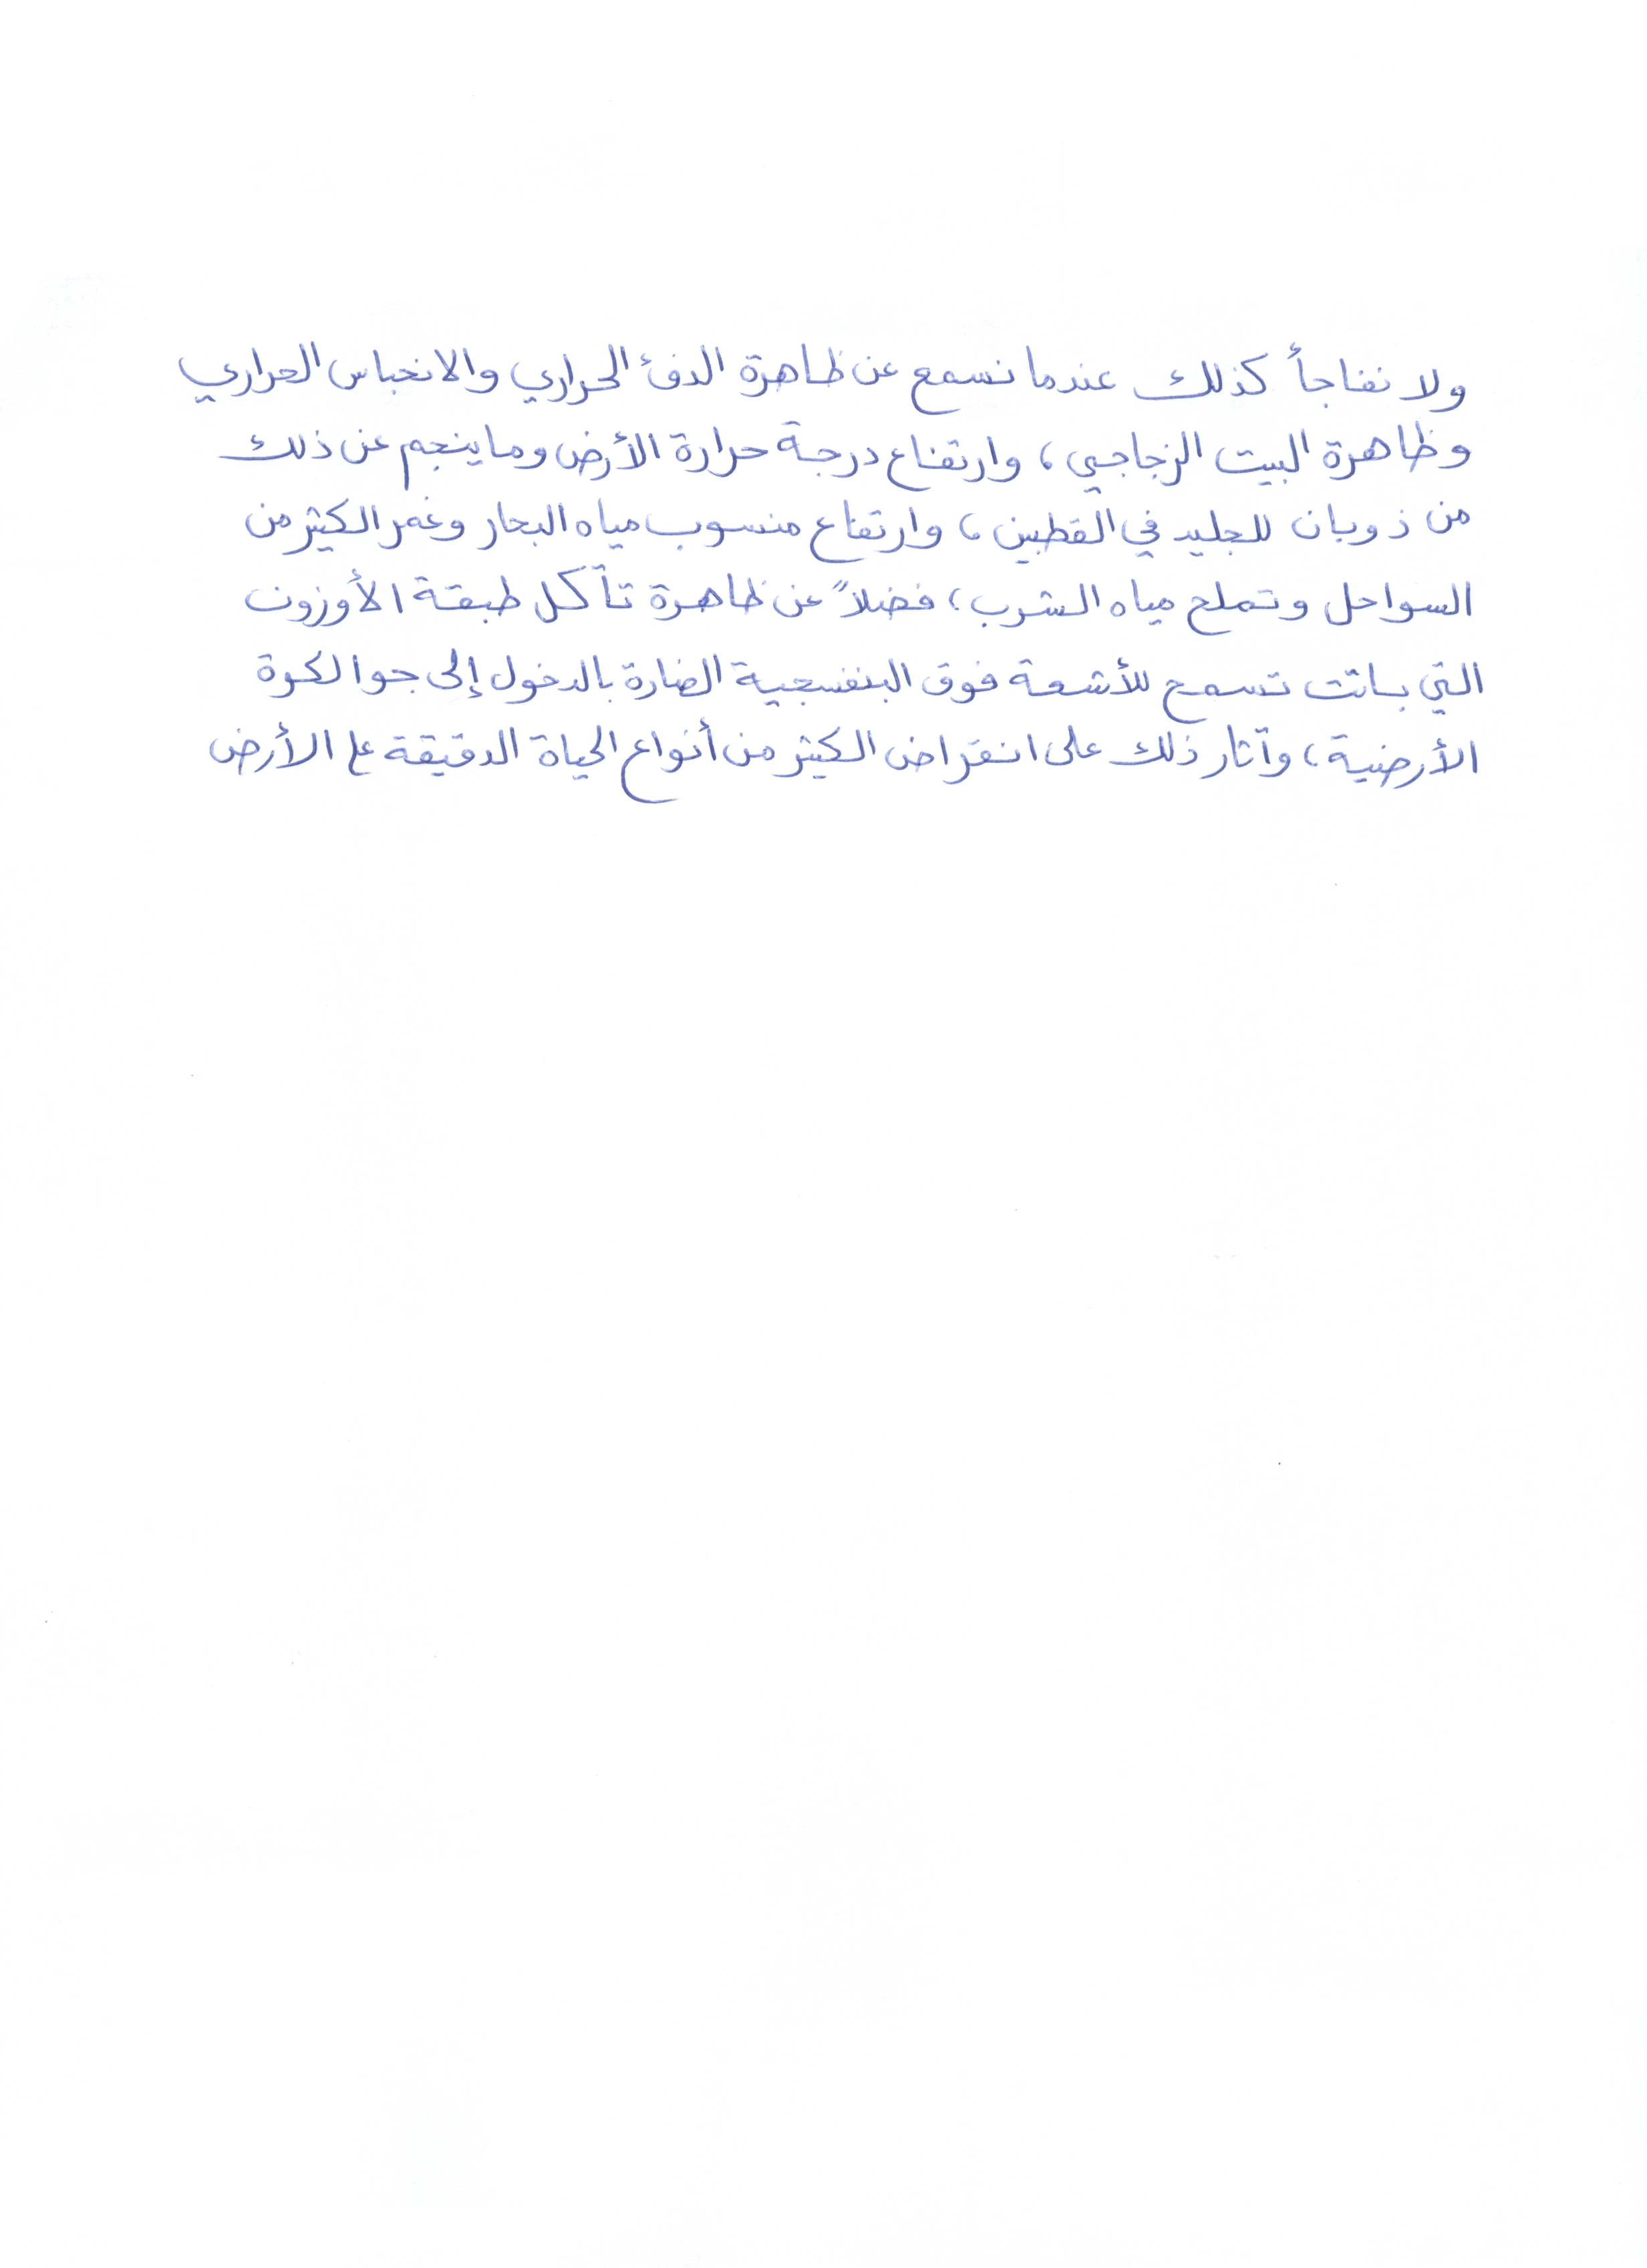 ولا نفاجأ كذلك عندما نسمع عن ظاهرة الدفئ الحراري والانحباس الحراري
وظاهرة البيت الزجاجي، وارتفاع درجة حرارة الأرض وما ينجم عن ذلك
من ذوبان للجليد في القطبين، وارتفاع منسوب مياه البحار وغمر الكثير من
السواحل وتملح مياه الشرب، فضلاً عن ظاهرة تآكل طبقة الأوزون
التي باتت تسمح للأشعة فوق البنفسجية الضارة بالدخول إلى جو الكرة
الأرضية، وآثار ذلك على انقراض الكثير من أنواع الحياة الدقيقة على الأرض